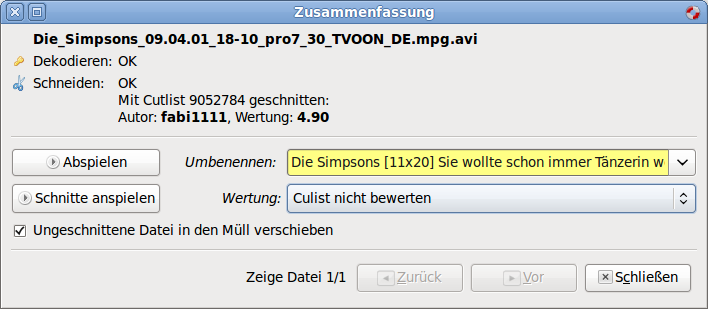 Zusammenfassung
Die_Simpsons_09.04.01_18-10_pro7_30_TVOON_DE.mpg.avi
Dekodieren: OK
Schneiden: OK
Mit Cutlist 9052784 geschnitten:
Autor: fabi1111, Wertung: 4.90
Abspielen Umbenennen: Die Simpsons [11x20] Sie wollte schon immer Tänzerin w
Schnitte anspielen Wertung: Culist nicht bewerten
Ungeschnittene Datei in den Müll verschieben
Zeige Datei 1/1 Zurück Vor Schließen